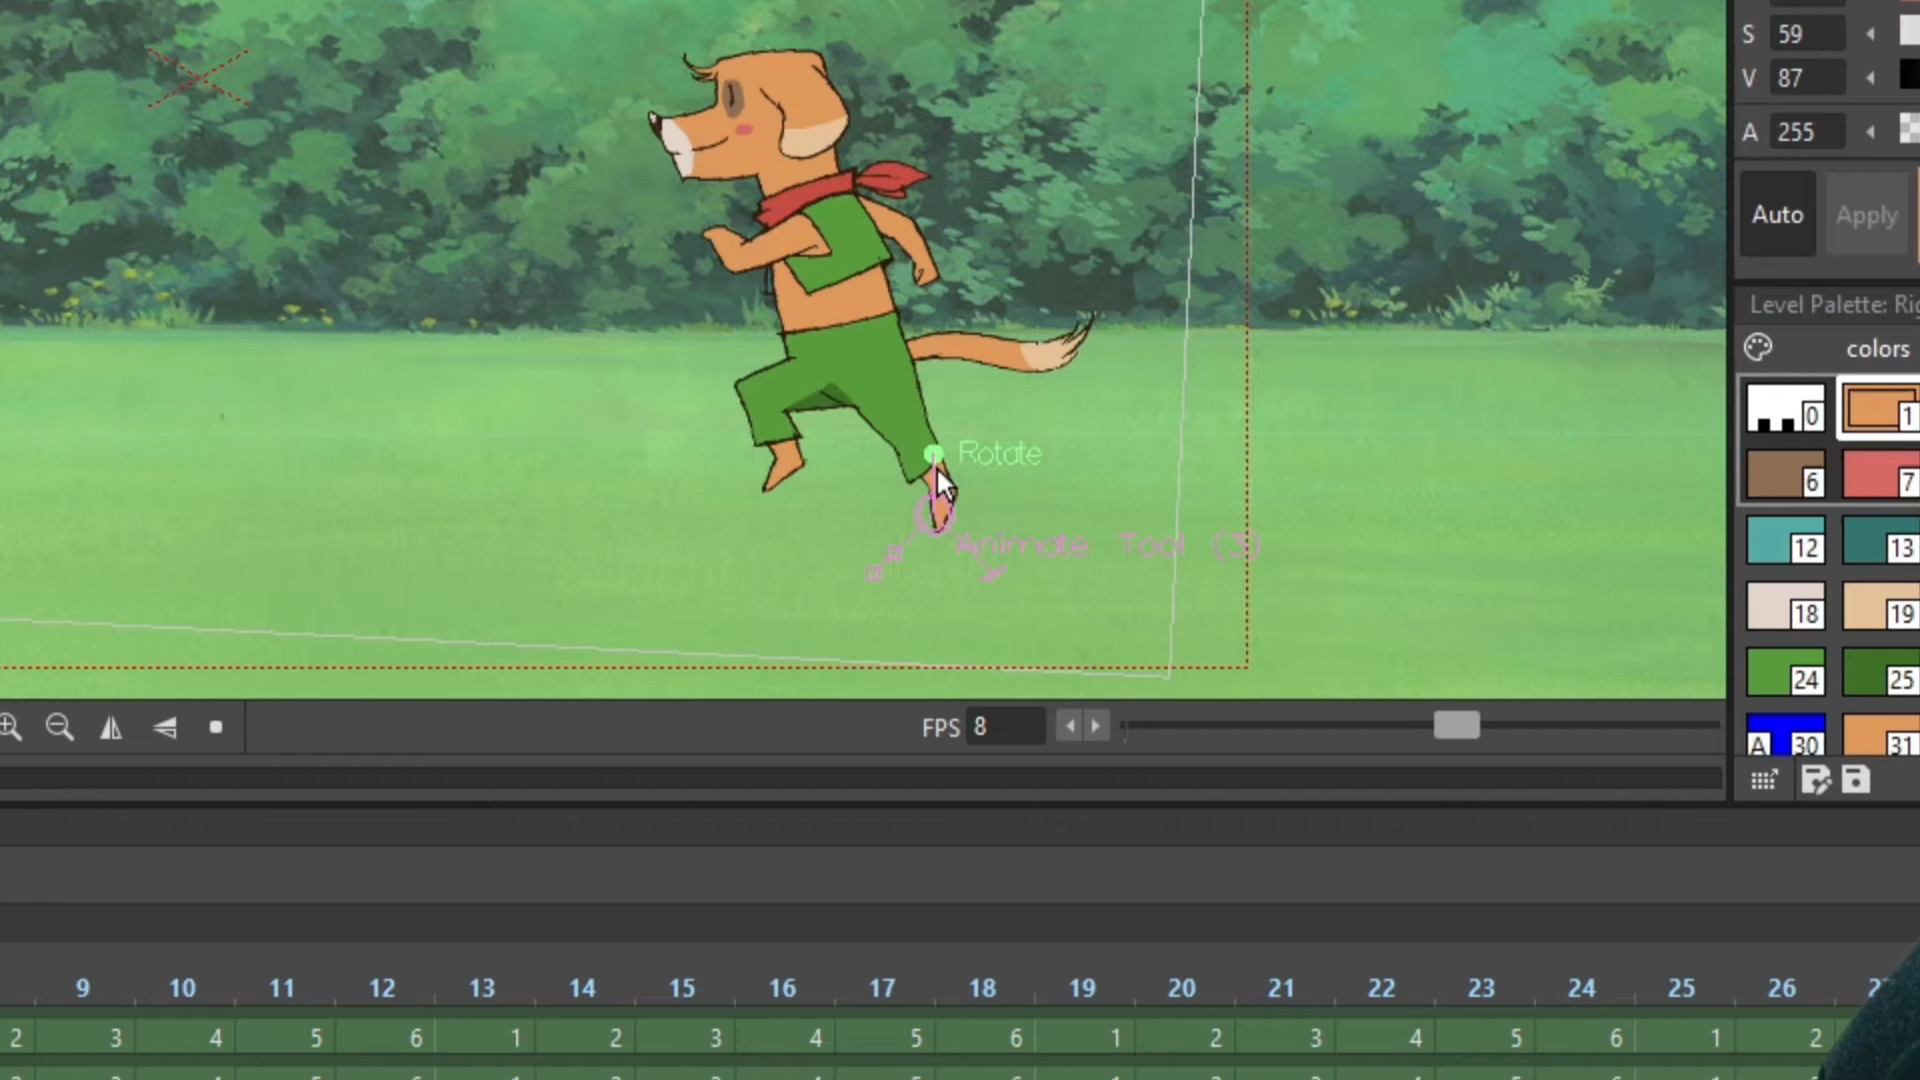 S 59
V 87
A 255
Auto Apply
Level Palette: Rig
colors
0 1
6 7
12 13
18 19
24 25
A 30 31
Rotate
Animate Tool (3)
FPS 8
9 10 11 12 13 14 15 16 17 18 19 20 21 22 23 24 25 26
2 3 4 5 6 1 2 3 4 5 6 1 2 3 4 5 6 1 2